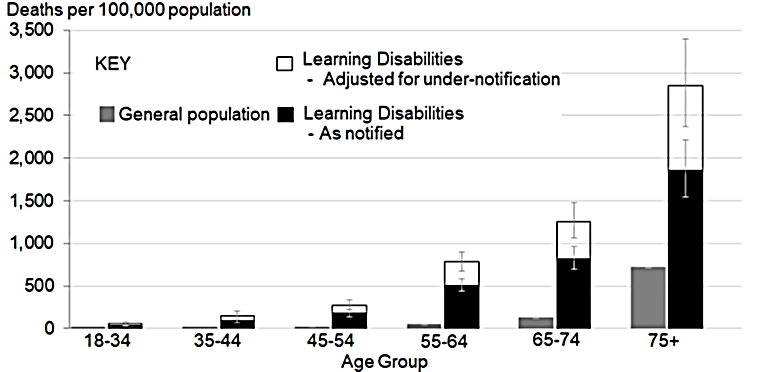 Deaths per 100,000 population
3,500
3,000
2,500
2,000
1,500
1,000
500
0
KEY
Learning Disabilities
- Adjusted for under-notification
General population
Learning Disabilities
- As notified
18-34 35-44 45-54 55-64 65-74 75+
Age Group